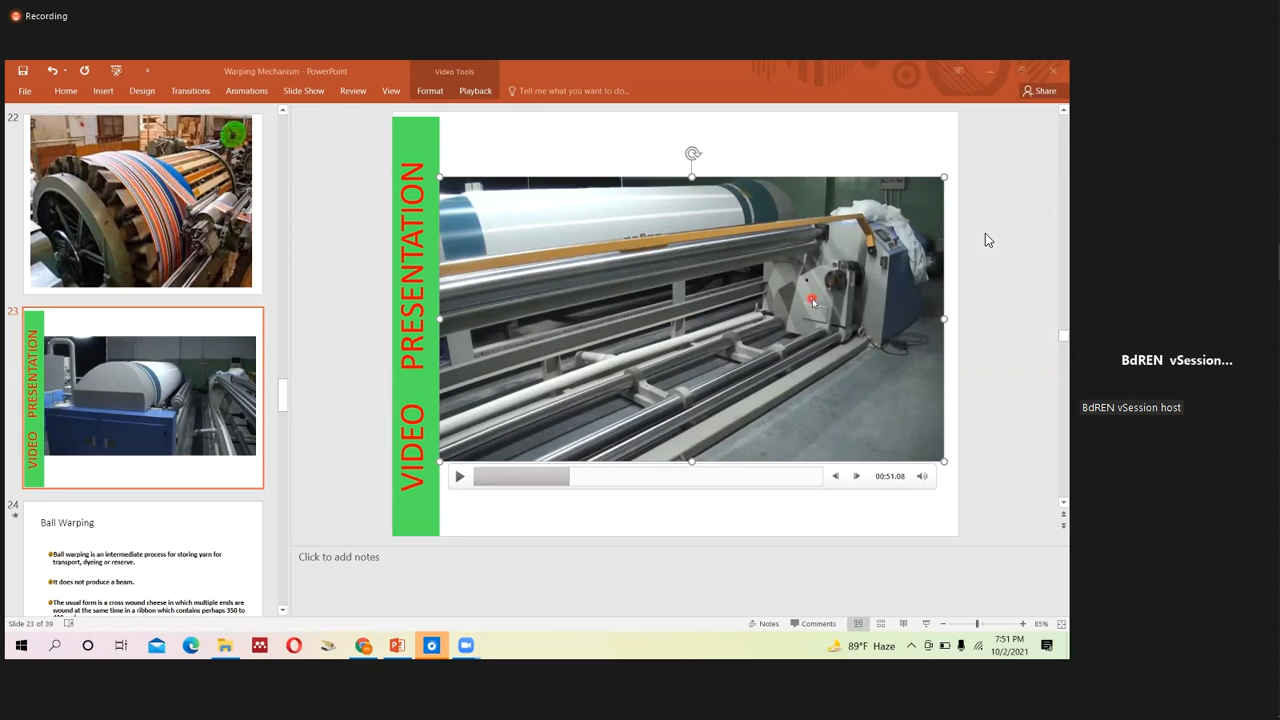 Recording
Warping Mechanism - PowerPoint
Video Tools
File Home Insert Design Transitions Animations Slide Show Review View Format Playback Tell me what you want to do... Share
22
23
VIDEO PRESENTATION
24
Ball Warping
Ball warping is an intermediate process for storing yarn for
transport, dyeing or reserve.
It does not produce a beam.
The usual form is a cross wound cheese in which multiple ends are
wound at the same time in a ribbon which contains perhaps 350 to
VIDEO PRESENTATION
00:51.08
Click to add notes
BdREN vSession...
BdREN vSession host
Slide 23 of 39
Notes Comments 85%
89°F Haze
7:51 PM
10/2/2021